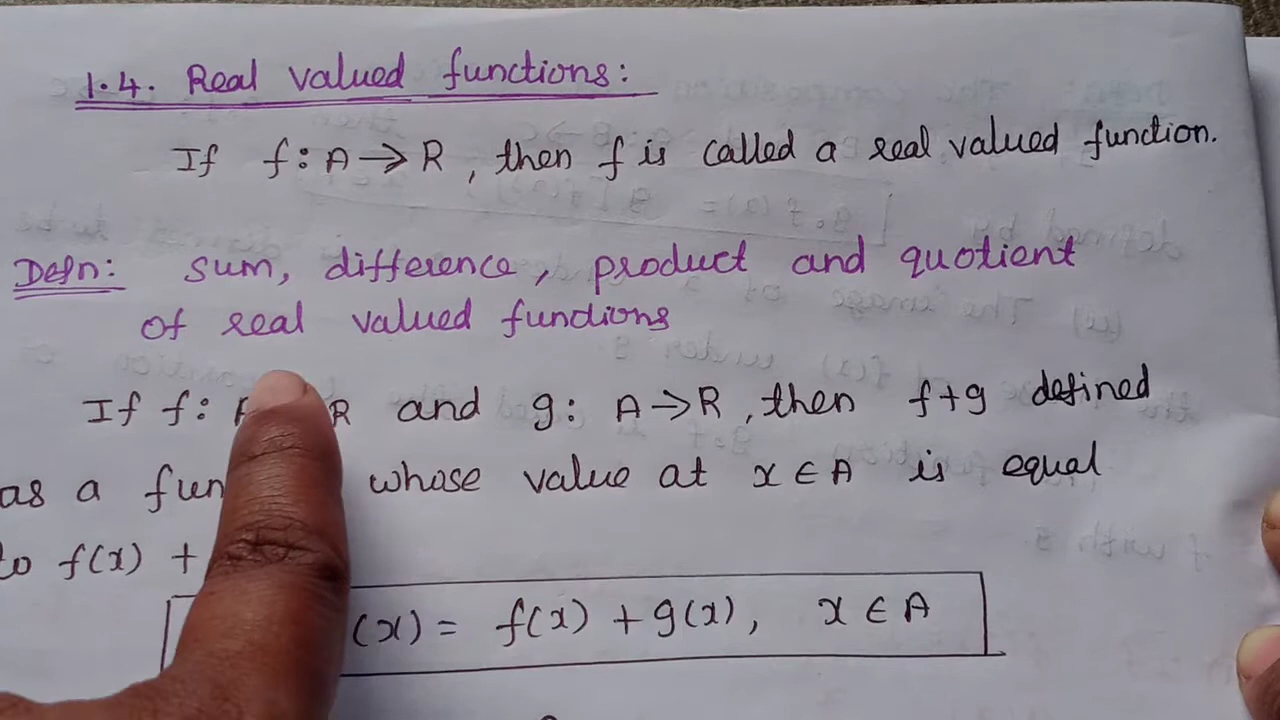 1.4. Real valued functions:
If f: A → R, then f is called a real valued function.
Defn: sum, difference, product and quotient
of real valued functions
If f: R and g: A → R, then f+g defined
as a whose value at x ∈ A is equal
to f(x) +
(x) = f(x) + g(x), x ∈ A